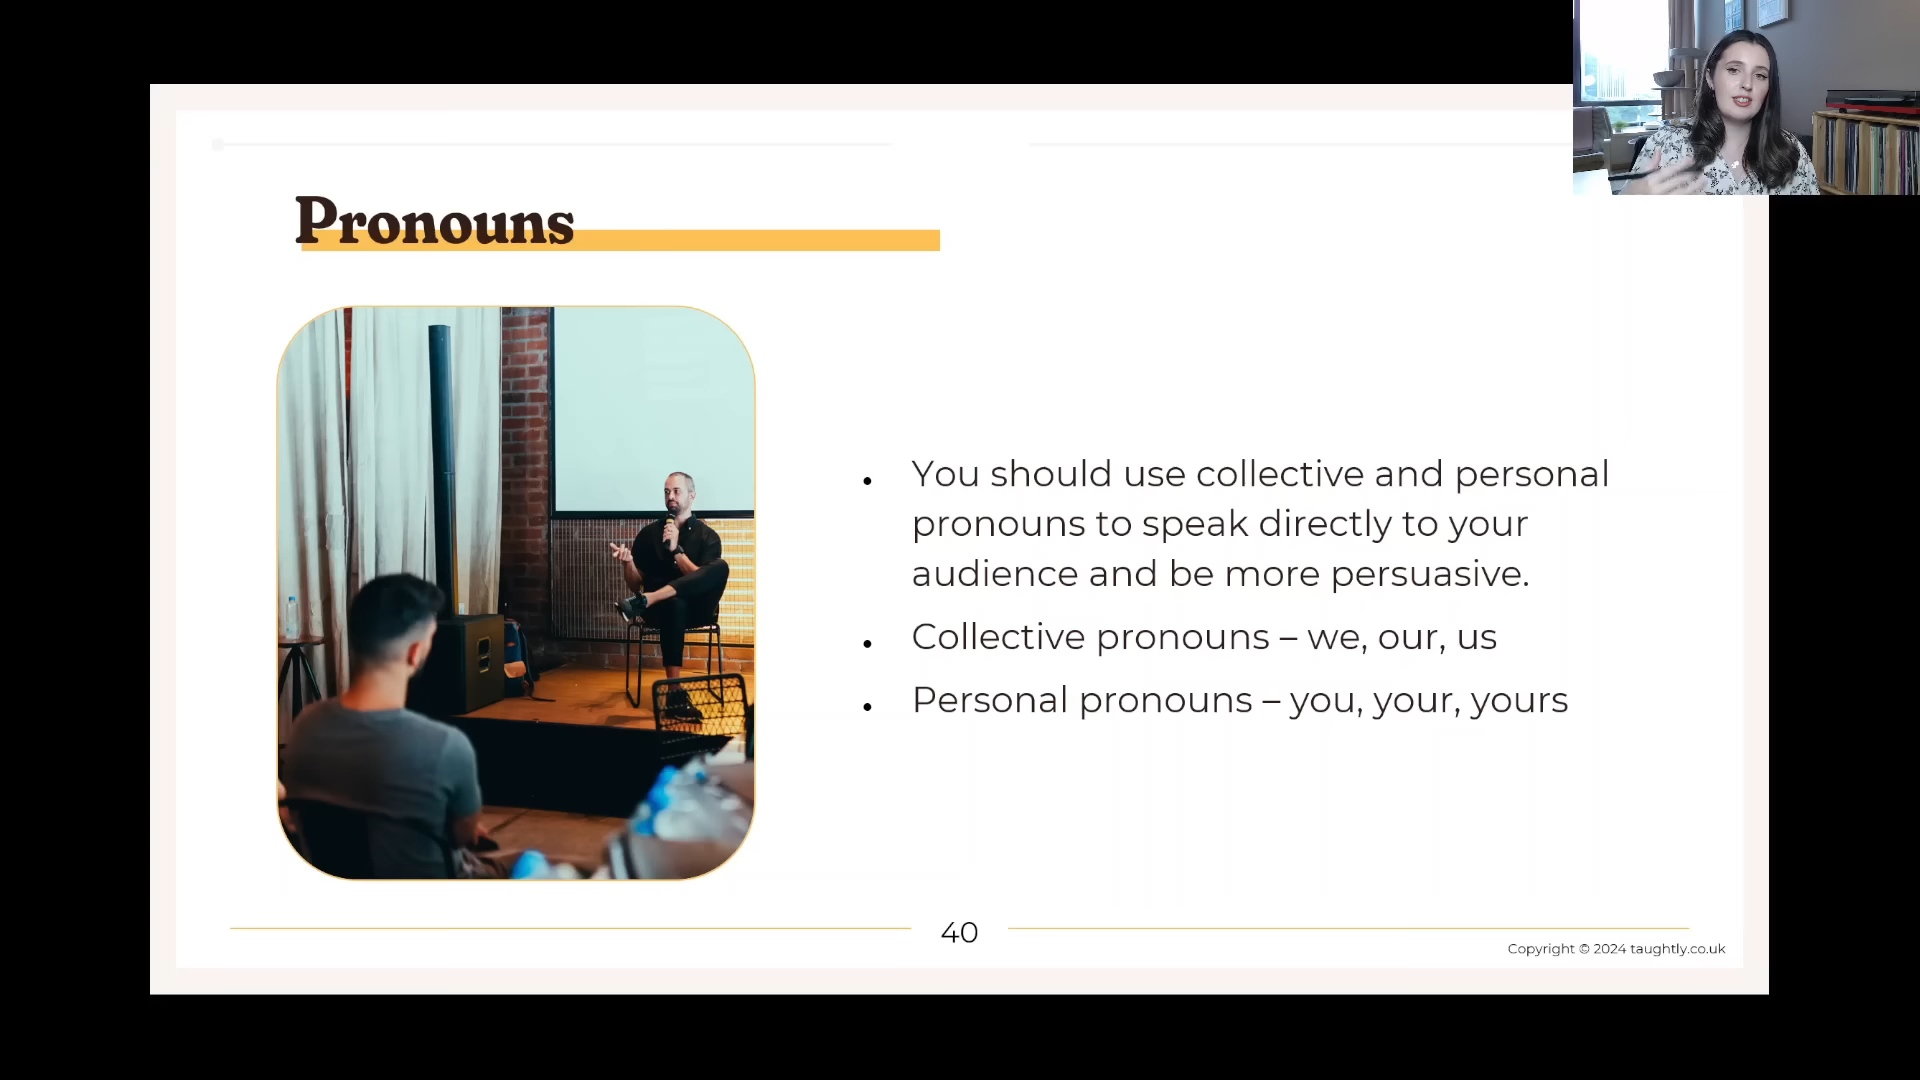 Pronouns
You should use collective and personal
pronouns to speak directly to your
audience and be more persuasive.
Collective pronouns – we, our, us
Personal pronouns – you, your, yours
40
Copyright © 2024 taughtly.co.uk